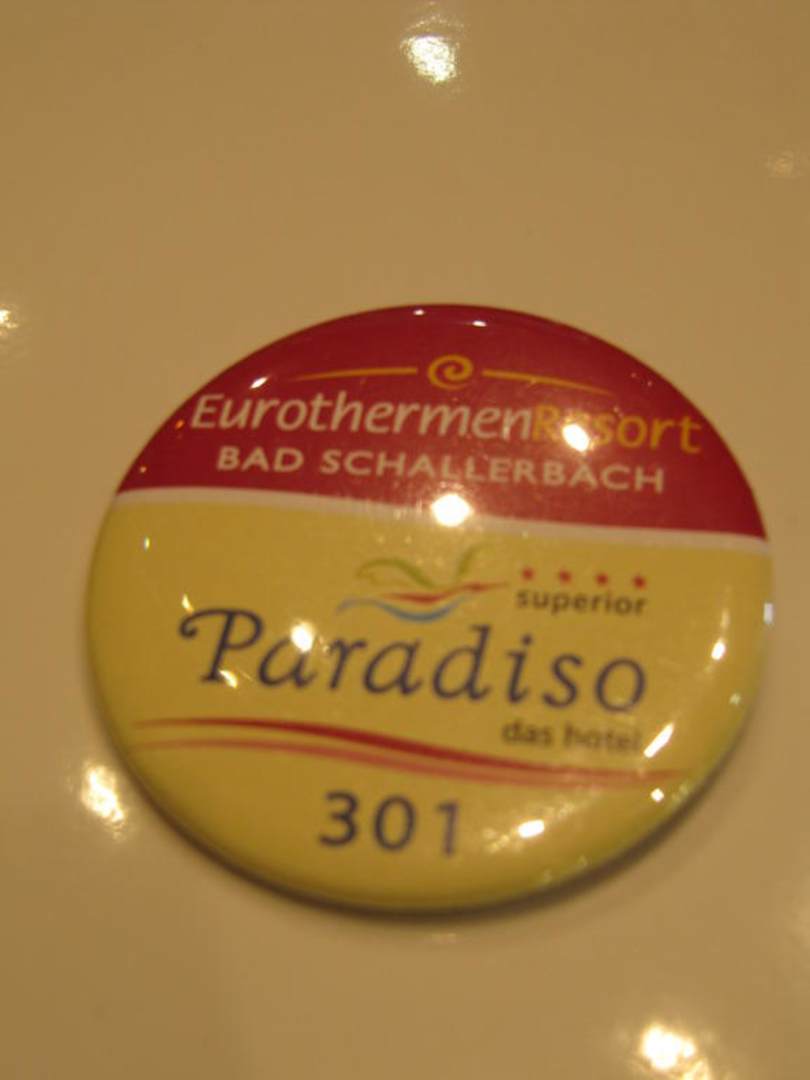 EurothermenResort
BAD SCHALLERBACH
superior
Paradiso
das hotel
301